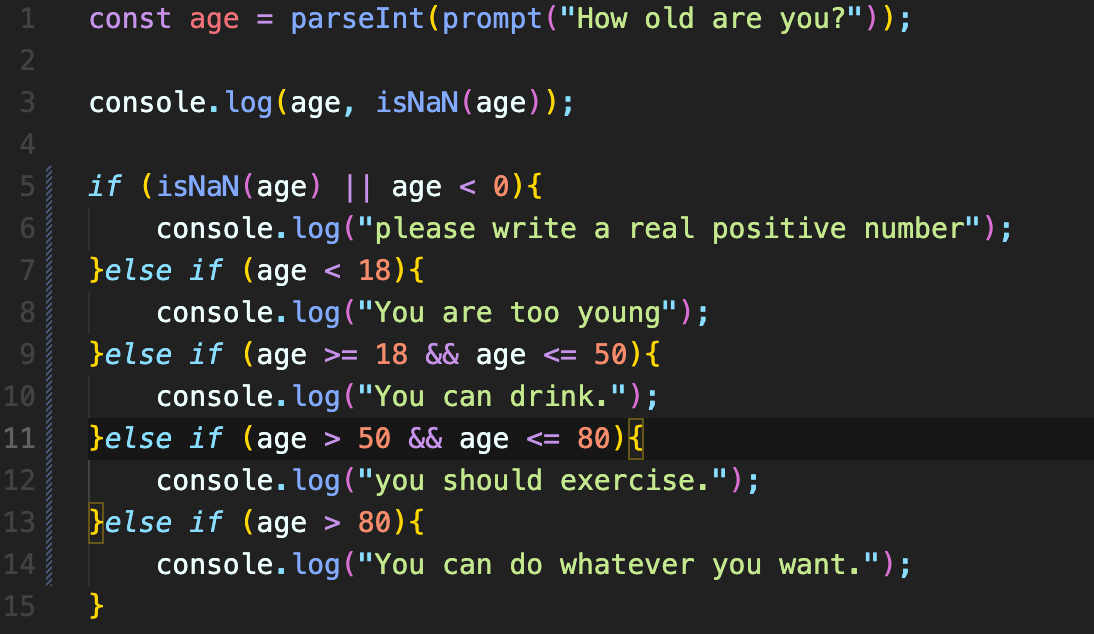 1 const age = parseInt(prompt("How old are you?"));
2
3 console.log(age, isNaN(age));
4
5 if (isNaN(age) || age < 0){
6     console.log("please write a real positive number");
7 }else if (age < 18){
8     console.log("You are too young");
9 }else if (age >= 18 && age <= 50){
10     console.log("You can drink.");
11 }else if (age > 50 && age <= 80){
12     console.log("you should exercise.");
13 }else if (age > 80){
14     console.log("You can do whatever you want.");
15 }